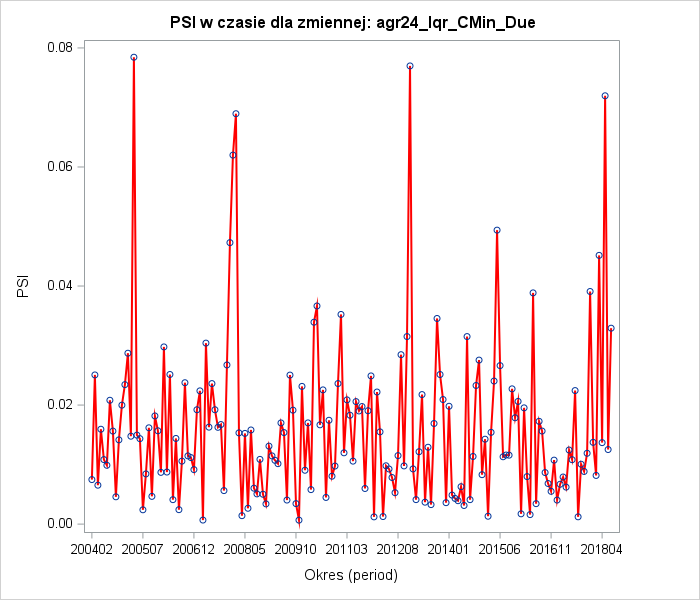 PSI w czasie dla zmiennej: agr24_Iqr_CMin_Due
0.08
0.06
0.04
0.02
0.00
PSI
200402 200507 200612 200805 200910 201103 201208 201401 201506 201611 201804
Okres (period)